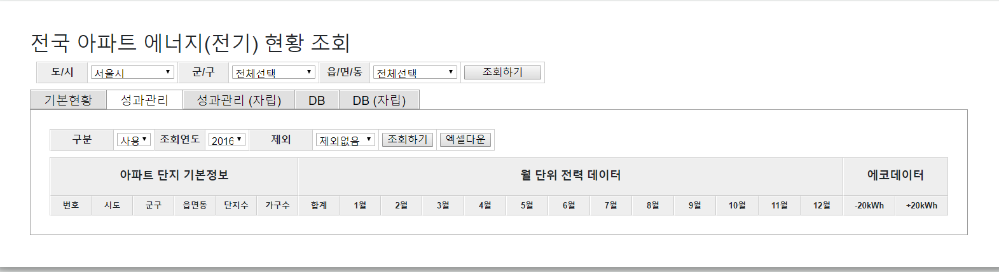 전국 아파트 에너지(전기) 현황 조회
도/시 서울시 군/구 전체선택 읍/면/동 전체선택 조회하기
기본현황 성과관리 성과관리 (자립) DB DB (자립)
구분 사용 조회연도 2016 제외 제외없음 조회하기 엑셀다운
아파트 단지 기본정보 월 단위 전력 데이터 에코데이터
번호 시도 군구 읍면동 단지수 가구수 합계 1월 2월 3월 4월 5월 6월 7월 8월 9월 10월 11월 12월 -20kWh +20kWh